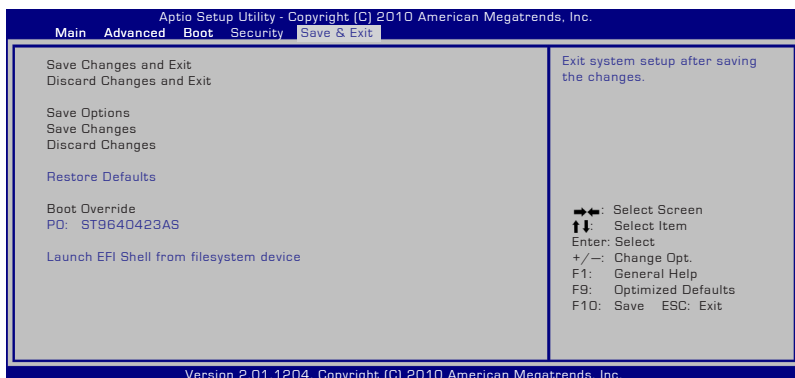 Aptio Setup Utility - Copyright (C) 2010 American Megatrends, Inc.
Main Advanced Boot Security Save & Exit
Save Changes and Exit
Discard Changes and Exit
Save Options
Save Changes
Discard Changes
Restore Defaults
Boot Override
P0: ST9640423AS
Launch EFI Shell from filesystem device
Exit system setup after saving
the changes.
→←: Select Screen
↑↓: Select Item
Enter: Select
+/—: Change Opt.
F1: General Help
F9: Optimized Defaults
F10: Save ESC: Exit
Version 2.01.1204. Copyright (C) 2010 American Megatrends, Inc.